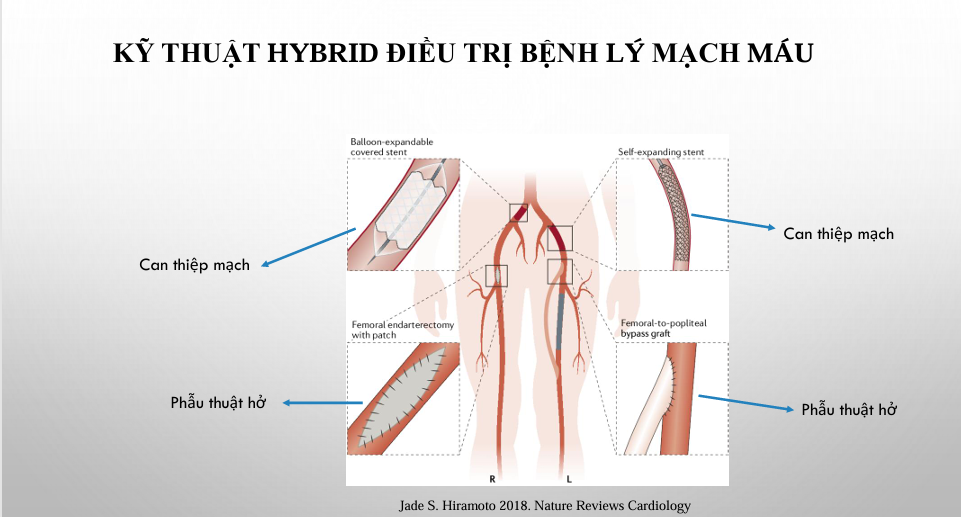 KỸ THUẬT HYBRID ĐIỀU TRỊ BỆNH LÝ MẠCH MÁU
Balloon-expandable
covered stent
Self-expanding stent
Can thiệp mạch
Can thiệp mạch
Femoral endarterectomy
with patch
Femoral-to-popliteal
bypass graft
Phẫu thuật hở
Phẫu thuật hở
R
L
Jade S. Hiramoto 2018. Nature Reviews Cardiology